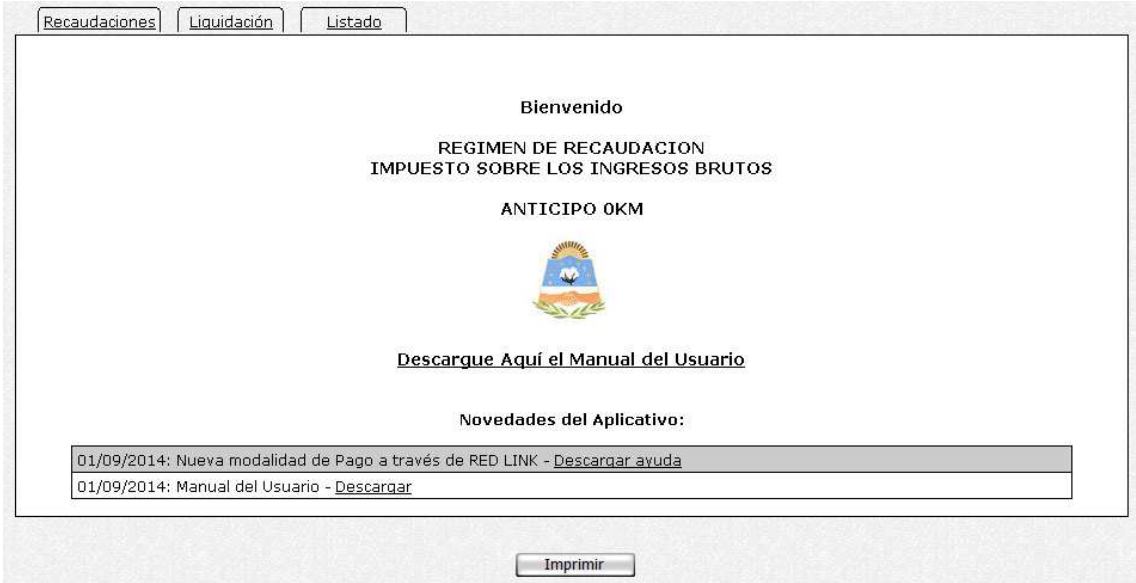 Recaudaciones Liquidación Listado
Bienvenido
REGIMEN DE RECAUDACION
IMPUESTO SOBRE LOS INGRESOS BRUTOS
ANTICIPO 0KM
Descargue Aquí el Manual del Usuario
Novedades del Aplicativo:
01/09/2014: Nueva modalidad de Pago a través de RED LINK - Descargar ayuda
01/09/2014: Manual del Usuario - Descargar
Imprimir